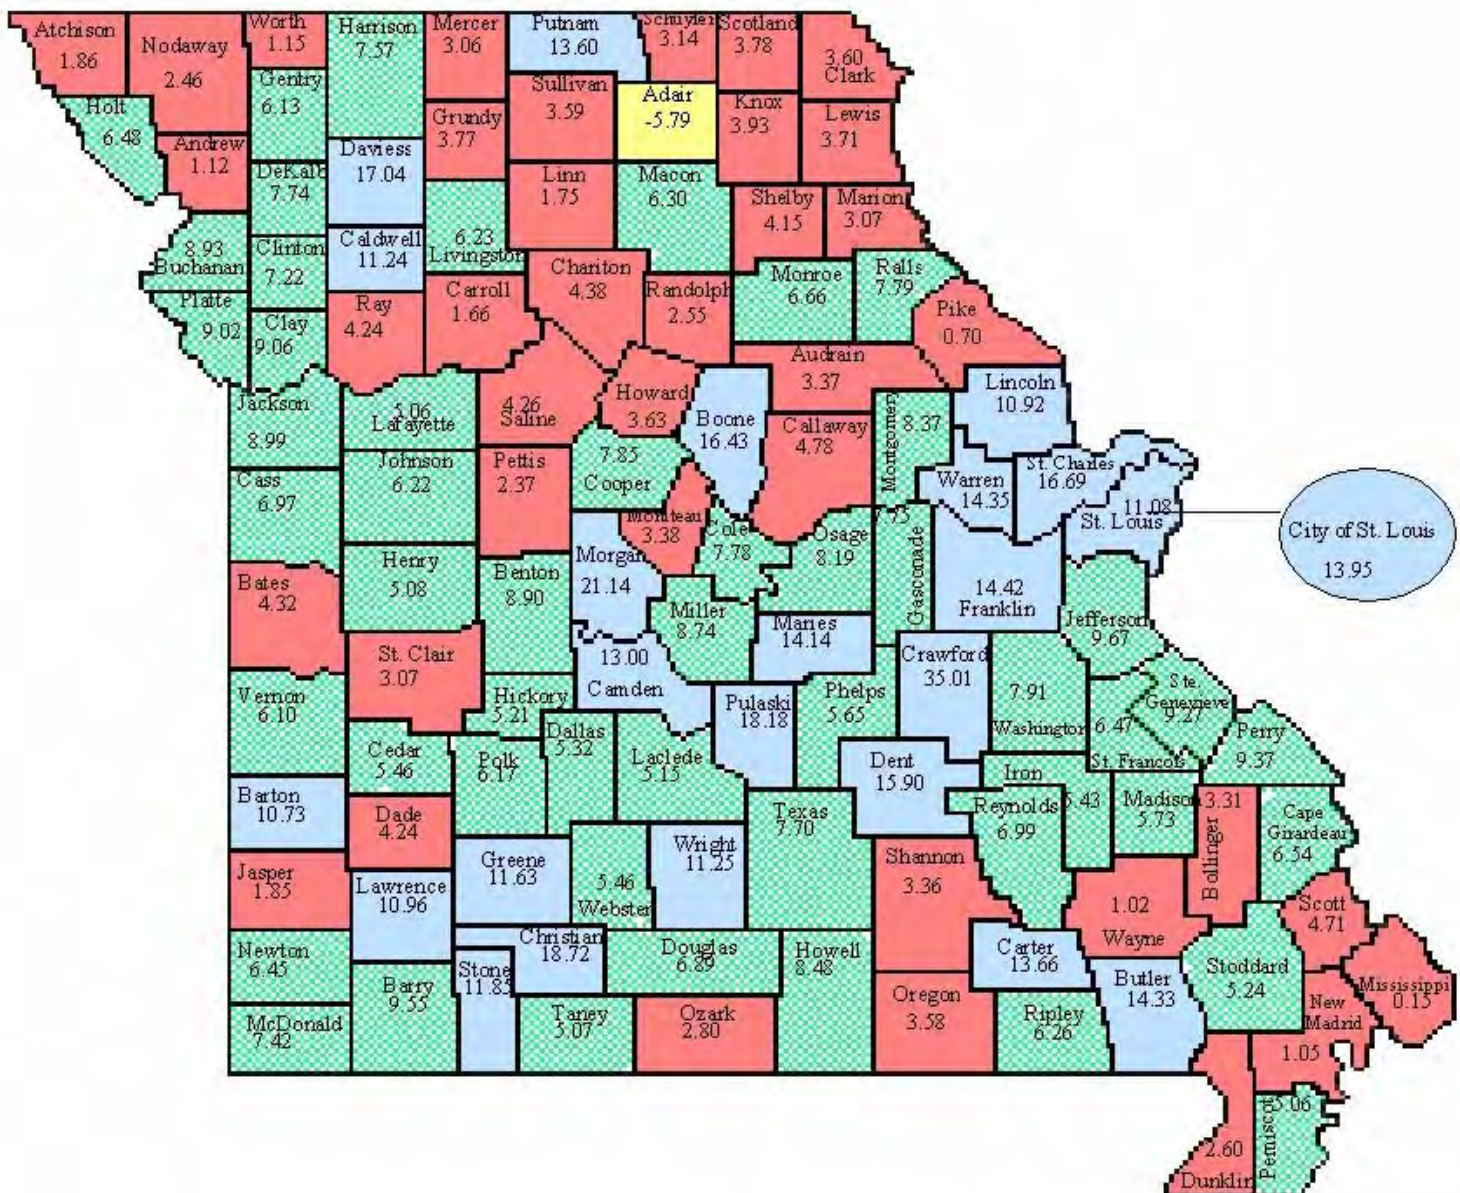 Atchison
1.86
Nodaway
2.46
Worth
1.15
Harrison
7.57
Mercer
3.06
Putnam
13.60
Schuyler
3.14
Scotland
3.78
3.60
Clark
Holt
6.48
Gentry
6.13
Sullivan
3.59
Adair
-5.79
Knox
3.93
Lewis
3.71
Andrew
1.12
Grundy
3.77
DeKalb
7.74
Daviess
17.04
Linn
1.75
Macon
6.30
Shelby
4.15
Marion
3.07
8.93
Buchanan
Clinton
7.22
Caldwell
11.24
6.23
Livingston
Chariton
4.38
Randolph
2.55
Monroe
6.66
Ralls
7.79
Platte
9.02
Clay
9.06
Ray
4.24
Carroll
1.66
Pike
0.70
Audrain
3.37
Jackson
8.99
5.06
Lafayette
4.26
Saline
Howard
3.63
Boone
16.43
Callaway
4.78
Montgomery
8.37
Lincoln
10.92
Cass
6.97
Johnson
6.22
Pettis
2.37
7.85
Cooper
Moniteau
3.38
Cole
7.78
Osage
8.19
7.75
Gasconade
Warren
14.35
St. Charles
16.69
11.08
St. Louis
City of St. Louis
13.95
Bates
4.32
Henry
5.08
Benton
8.90
Morgan
21.14
Miller
8.74
Maries
14.14
14.42
Franklin
Jefferson
9.67
St. Clair
3.07
13.00
Camden
Crawford
35.01
7.91
Washington
Vernon
6.10
Hickory
5.21
Pulaski
18.18
Phelps
5.65
6.47
St. Francois
Ste.
Genevieve
9.27
Perry
9.37
Cedar
5.46
Polk
6.17
Dallas
5.32
Laclede
5.15
Dent
15.90
Iron
5.43
Barton
10.73
Dade
4.24
Texas
7.70
Reynolds
6.99
Madison
5.73
3.31
Bollinger
Cape
Girardeau
6.54
Jasper
1.85
Lawrence
10.96
Greene
11.63
5.46
Webster
Wright
11.25
Shannon
3.36
1.02
Wayne
Scott
4.71
Newton
6.45
Barry
9.55
Stone
11.85
Christian
18.72
Douglas
6.89
Howell
8.48
Carter
13.66
Butler
14.33
Stoddard
5.24
Mississippi
0.15
McDonald
7.42
Taney
5.07
Ozark
2.80
Oregon
3.58
Ripley
6.26
New
Madrid
1.05
2.60
Dunklin
Pemiscot
5.06